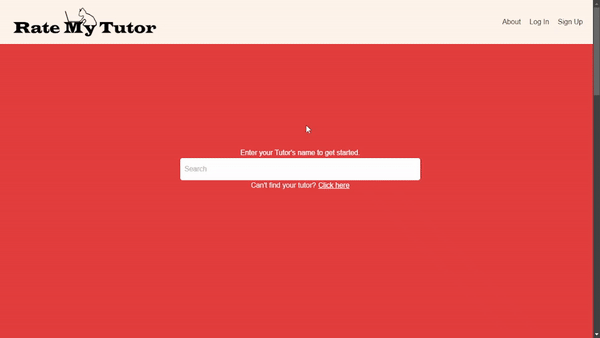 Rate My Tutor
About Log In Sign Up
Enter your Tutor's name to get started.
Search
Can't find your tutor? Click here